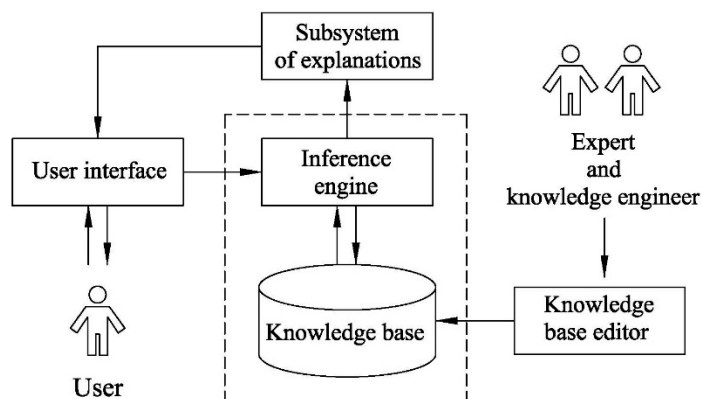 Subsystem
of explanations
User interface
Inference
engine
Expert
and
knowledge engineer
Knowledge base
Knowledge
base editor
User